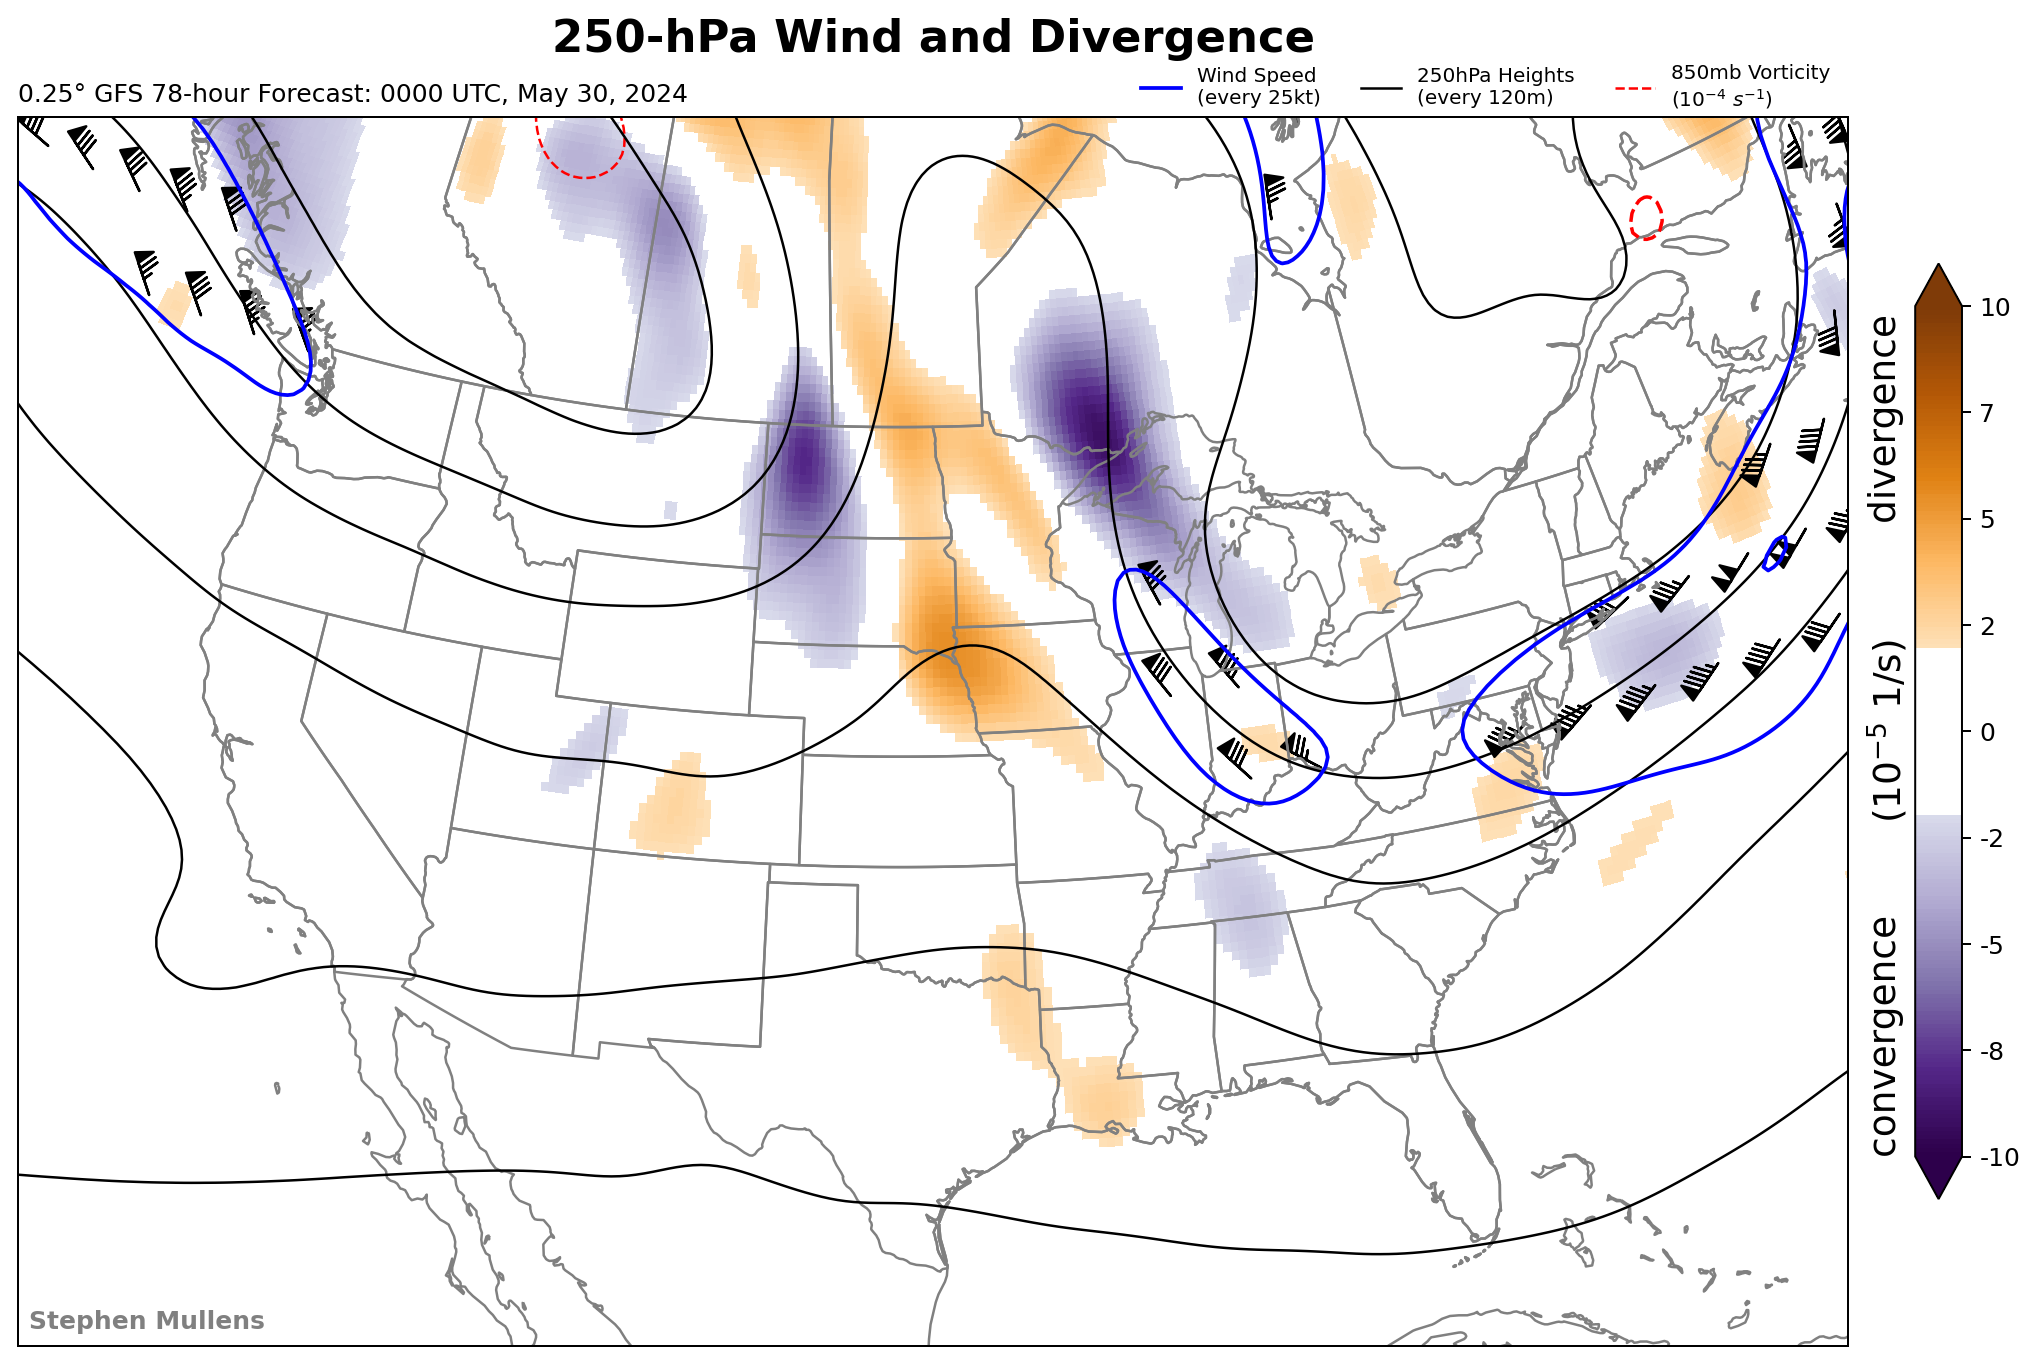 250-hPa Wind and Divergence
0.25° GFS 78-hour Forecast: 0000 UTC, May 30, 2024
Wind Speed
(every 25kt)
250hPa Heights
(every 120m)
850mb Vorticity
(10⁻⁴ s⁻¹)
10
7
5
2
0
-2
-5
-8
-10
convergence (10⁻⁵ 1/s) divergence
Stephen Mullens